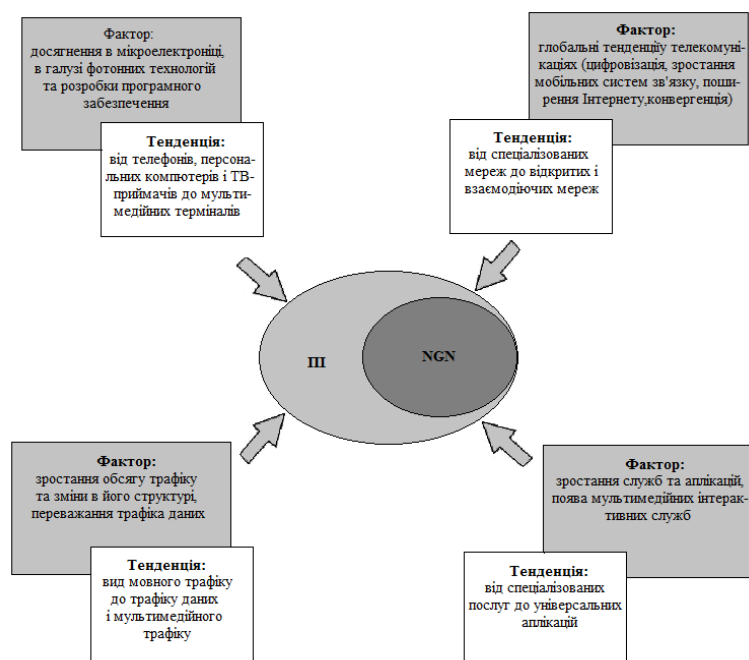 Фактор:
досягнення в мікроелектроніці,
в галузі фотонних технологій
та розробки програмного
забезпечення
Тенденція:
від телефонів, персона-
льних компютерів і ТВ-
приймачів до мульти-
медійних терміналів
Фактор:
глобальні тенденціїу телекомуні-
каціях (цифровізація, зростання
мобільних систем зв'язку, поши-
рення Інтернету,конвергенція)
Тенденція:
від спеціалізованих
мереж до відкритих і
взаємодіючих мереж
ІІІ
NGN
Фактор:
зростання обсягу трафіку
та зміни в його структурі,
переважання трафіка даних
Тенденція:
вид мовного трафіку
до трафіку даних
і мультимедійного
трафіку
Фактор:
зростання служб та аплікацій,
поява мультимедійних інтерак-
тивних служб
Тенденція:
від спеціалізованих
послуг до універсальних
аплікацій